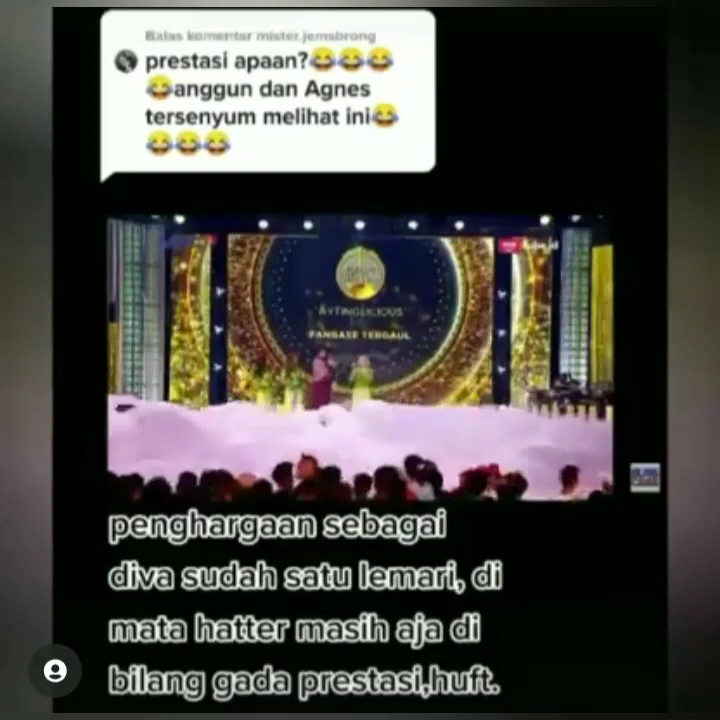 Balas komentar mister.jemsbrong
prestasi apaan?😂😂😂
😂anggun dan Agnes
tersenyum melihat ini😂
😂😂😂
"AYTINGLICIOUS"
FANBASE TERGAUL
penghargaan sebagai
diva sudah satu lemari, di
mata hatter masih aja di
bilang gada prestasi,huft.